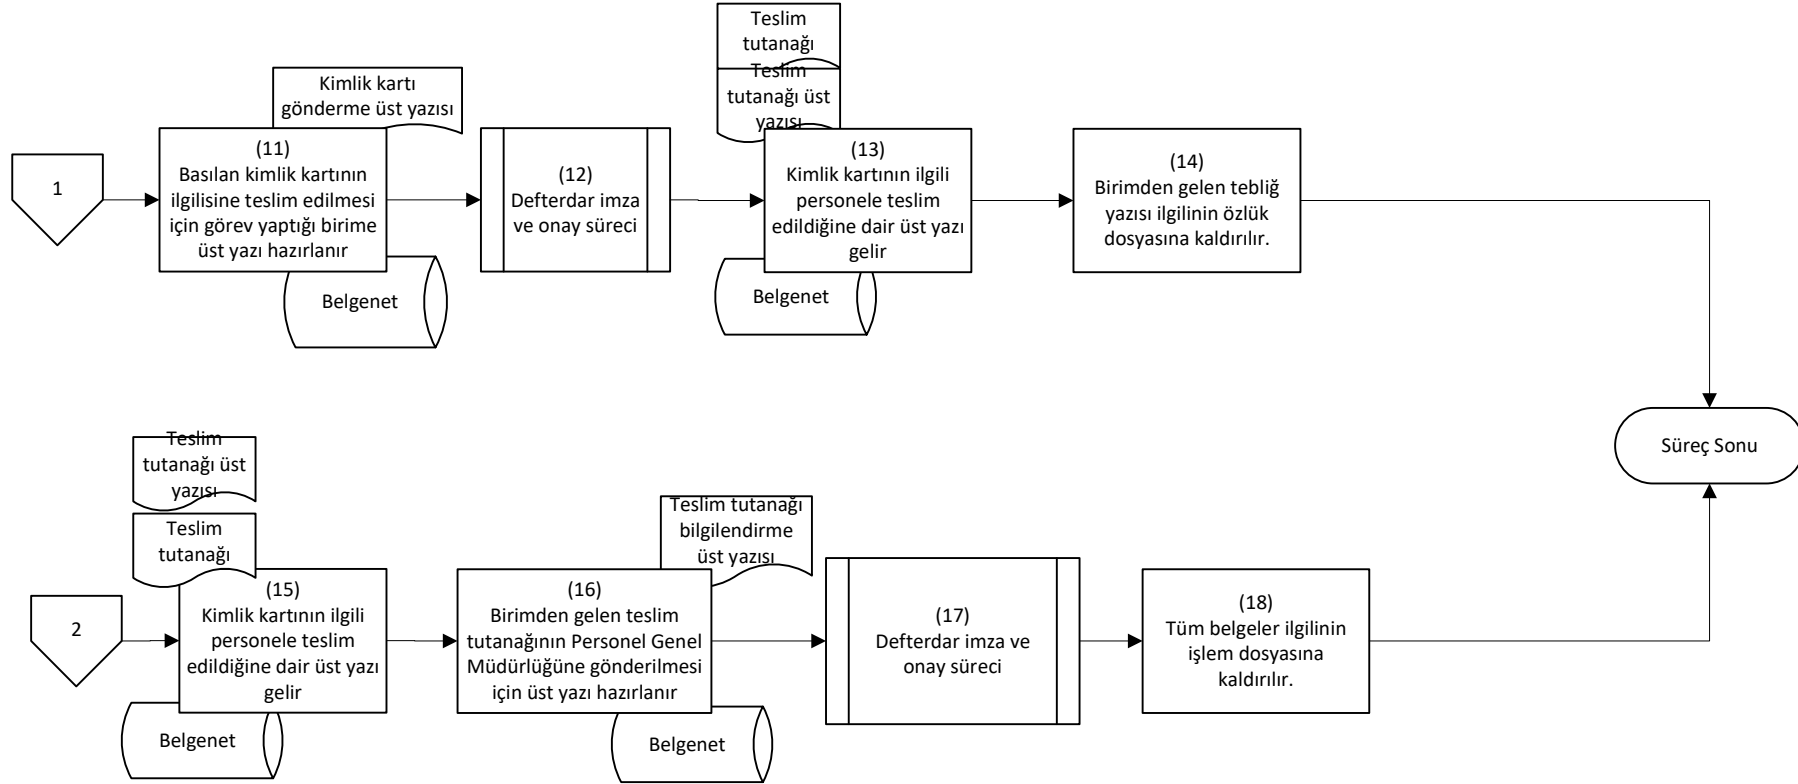 Teslim
tutanağı
Teslim
tutanağı üst
yazısı
Kimlik kartı
gönderme üst yazısı
1
(11)
Basılan kimlik kartının
ilgilisine teslim edilmesi
için görev yaptığı birime
üst yazı hazırlanır
Belgenet
(12)
Defterdar imza
ve onay süreci
(13)
Kimlik kartının ilgili
personele teslim
edildiğine dair üst yazı
gelir
Belgenet
(14)
Birimden gelen tebliğ
yazısı ilgilinin özlük
dosyasına kaldırılır.
Süreç Sonu
Teslim
tutanağı üst
yazısı
Teslim
tutanağı
2
(15)
Kimlik kartının ilgili
personele teslim
edildiğine dair üst yazı
gelir
Belgenet
Teslim tutanağı
bilgilendirme
üst yazısı
(16)
Birimden gelen teslim
tutanağının Personel Genel
Müdürlüğüne gönderilmesi
için üst yazı hazırlanır
Belgenet
(17)
Defterdar imza ve
onay süreci
(18)
Tüm belgeler ilgilinin
işlem dosyasına
kaldırılır.